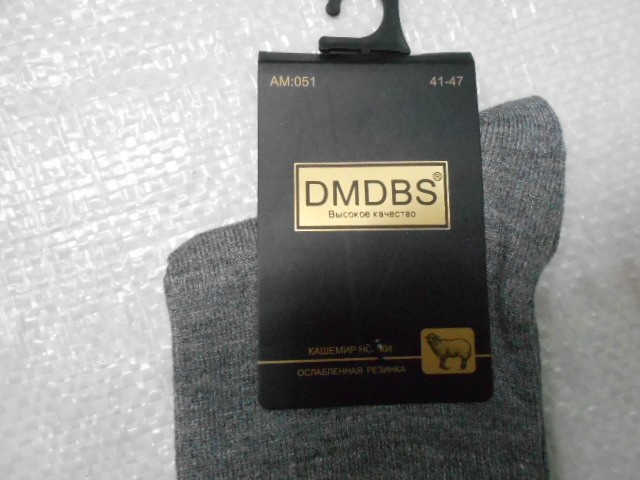 AM:051 41-47
DMDBS®
Высокое качество
КАШЕМИР
ОСЛАБЛЕННАЯ РЕЗИНКА